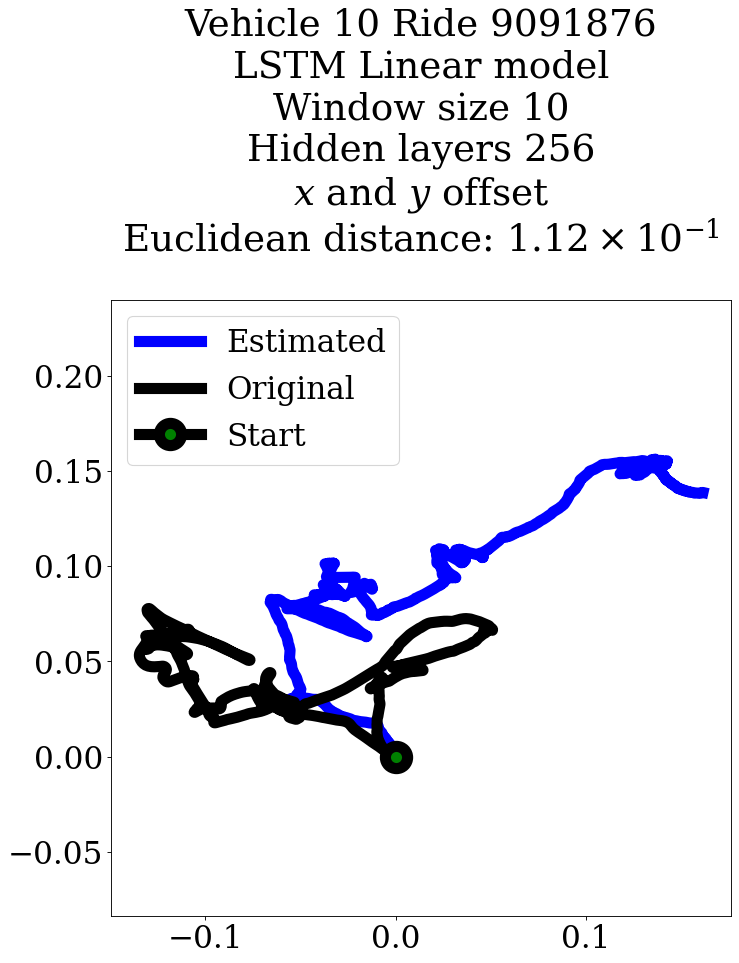 Vehicle 10 Ride 9091876
LSTM Linear model
Window size 10
Hidden layers 256
x and y offset
Euclidean distance: 1.12 × 10⁻¹
Estimated
Original
Start
0.20
0.15
0.10
0.05
0.00
−0.05
−0.1 0.0 0.1